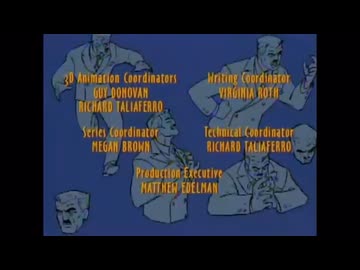 3D Animation Coordinators
GUY DONOVAN
RICHARD TALIAFERRO
Writing Coordinator
VIRGINIA ROTH
Series Coordinator
MEGAN BROWN
Technical Coordinator
RICHARD TALIAFERRO
Production Executive
MATTHEW EDELMAN